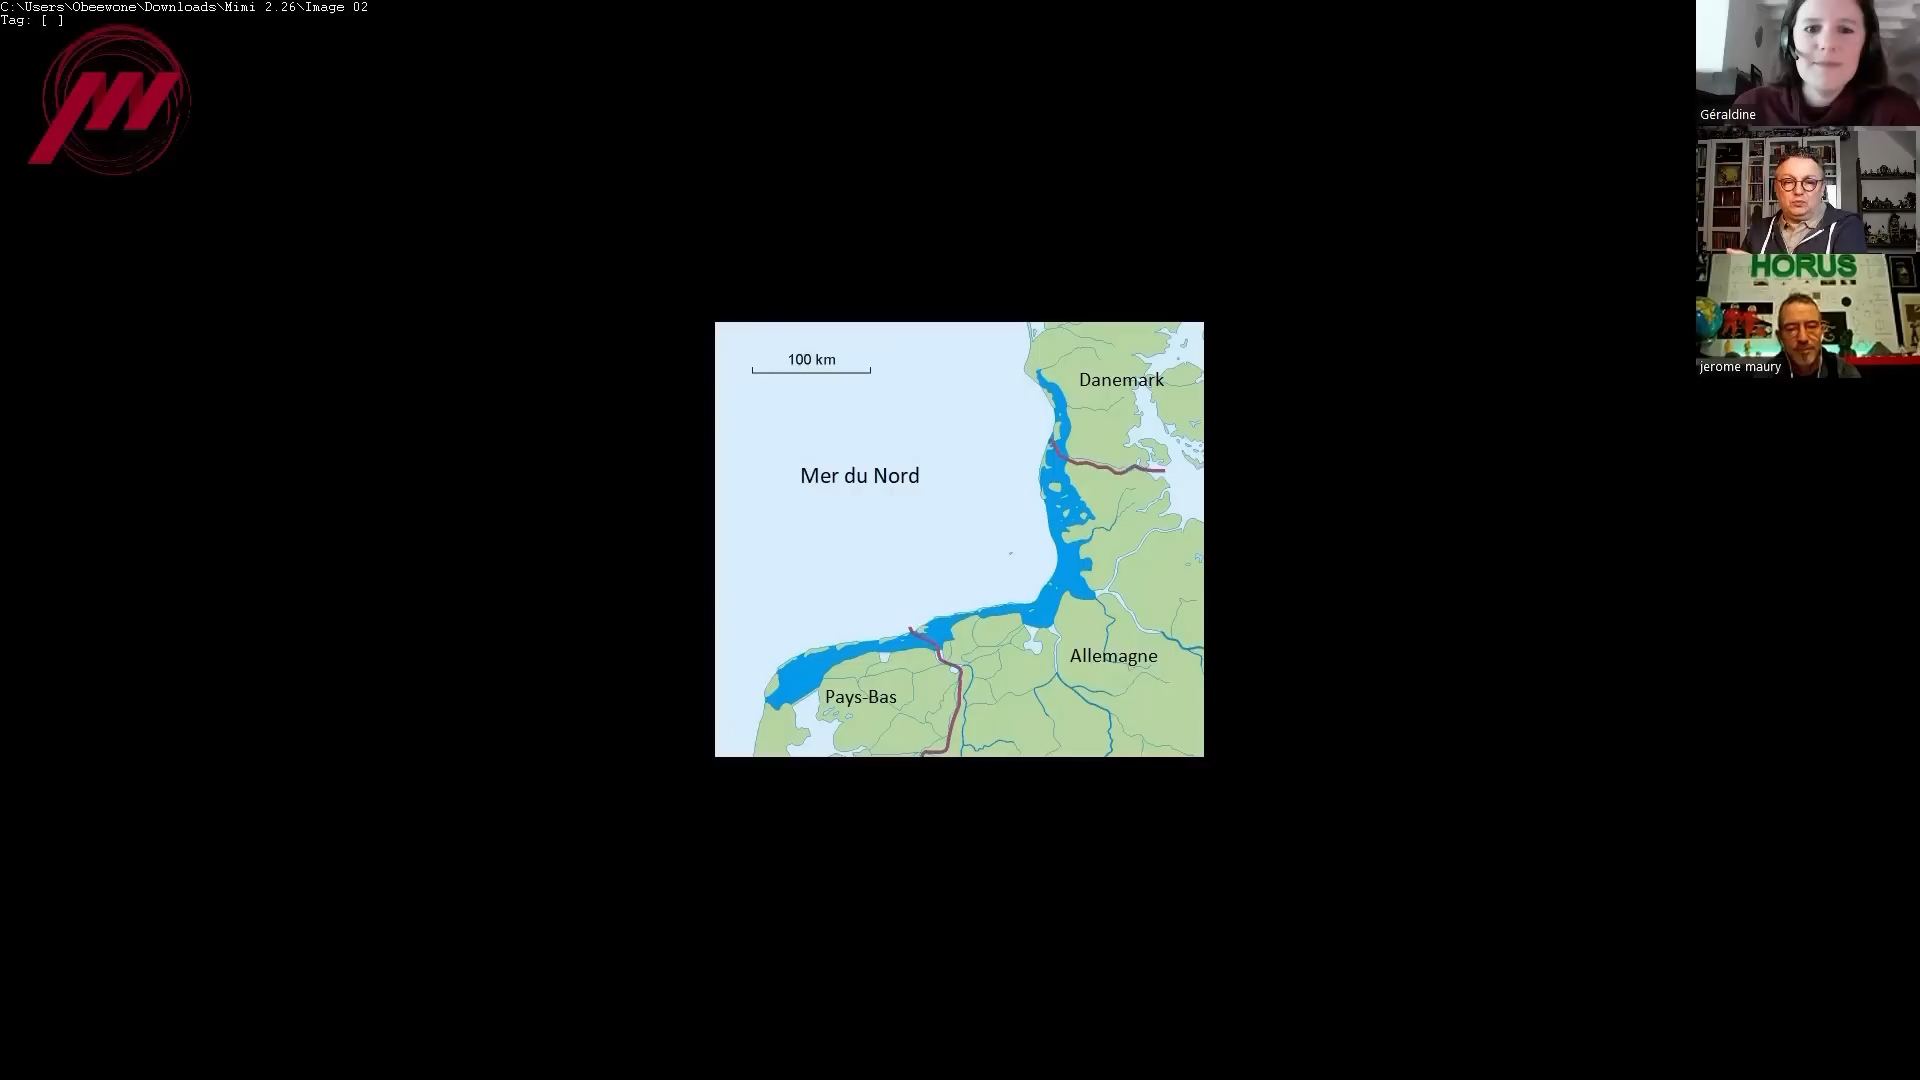 C:\Users\Obeewone\Downloads\Mimi 2.26\Image 02
Tag: [ ]
Géraldine
HORUS
jerome maury
100 km
Danemark
Mer du Nord
Allemagne
Pays-Bas